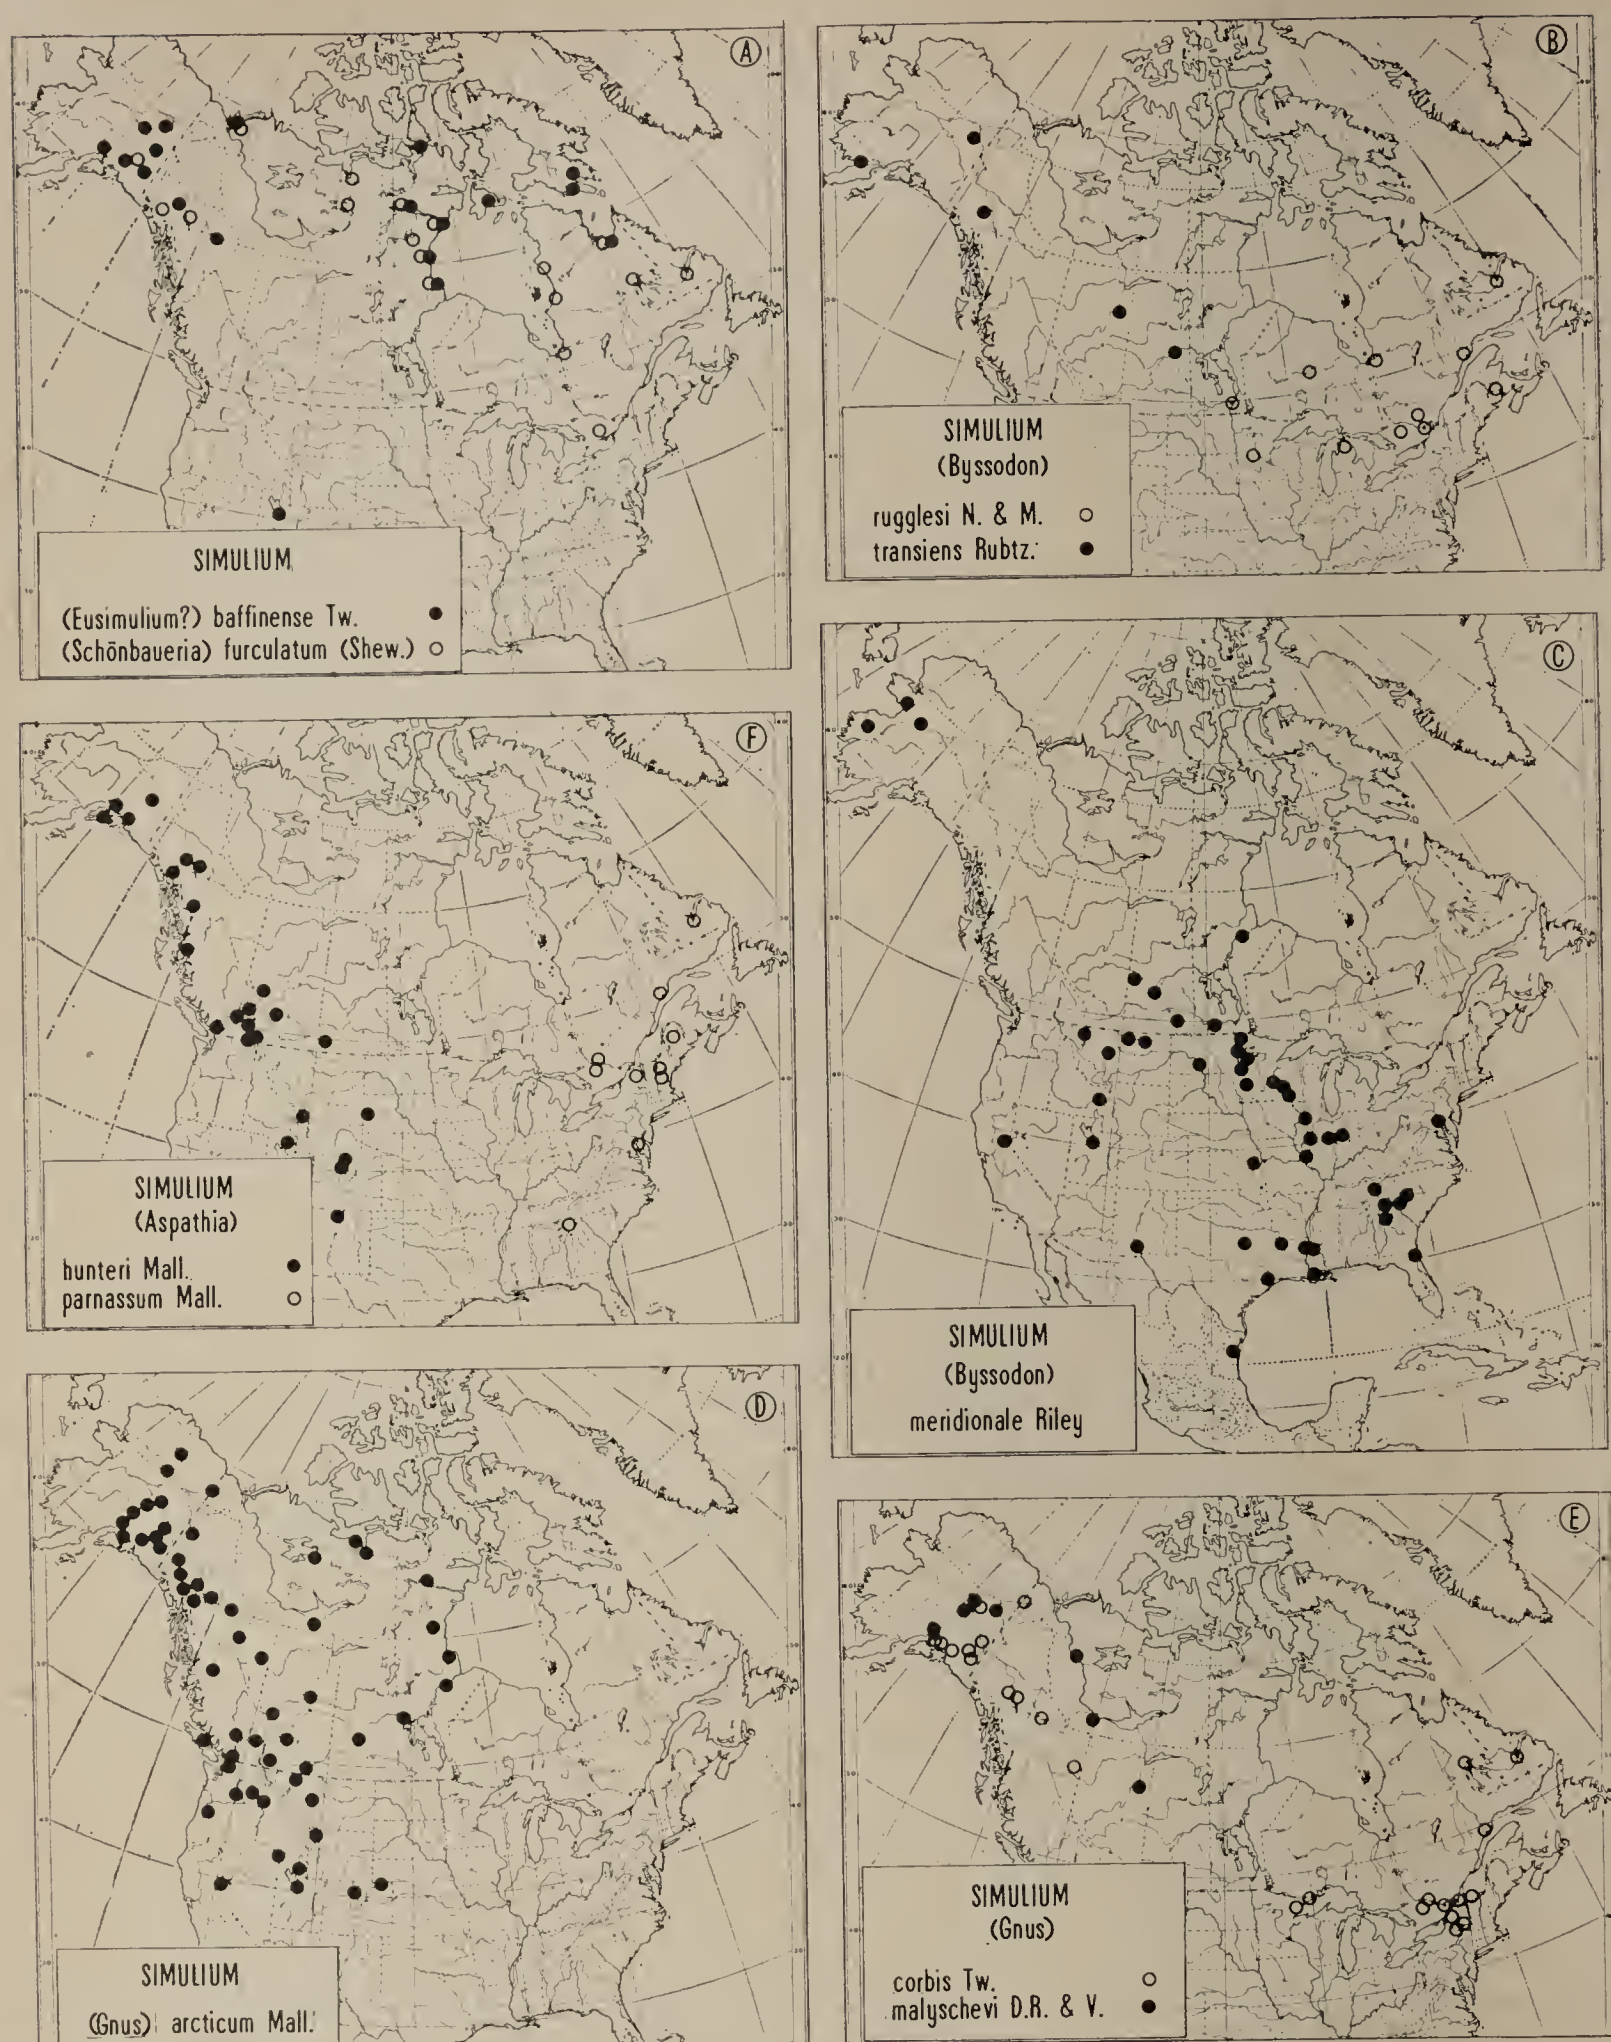 A
SIMULIUM
(Eusimulium?) baffinense Tw.
(Schönbaueria) furculatum (Shew.)
B
SIMULIUM
(Byssodon)
rugglesi N. & M.
transiens Rubtz.
C
SIMULIUM
(Byssodon)
meridionale Riley
F
SIMULIUM
(Aspathia)
hunteri Mall.
parnassum Mall.
D
SIMULIUM
(Gnus) arcticum Mall.
E
SIMULIUM
(Gnus)
corbis Tw.
malyschevi D.R. & V.